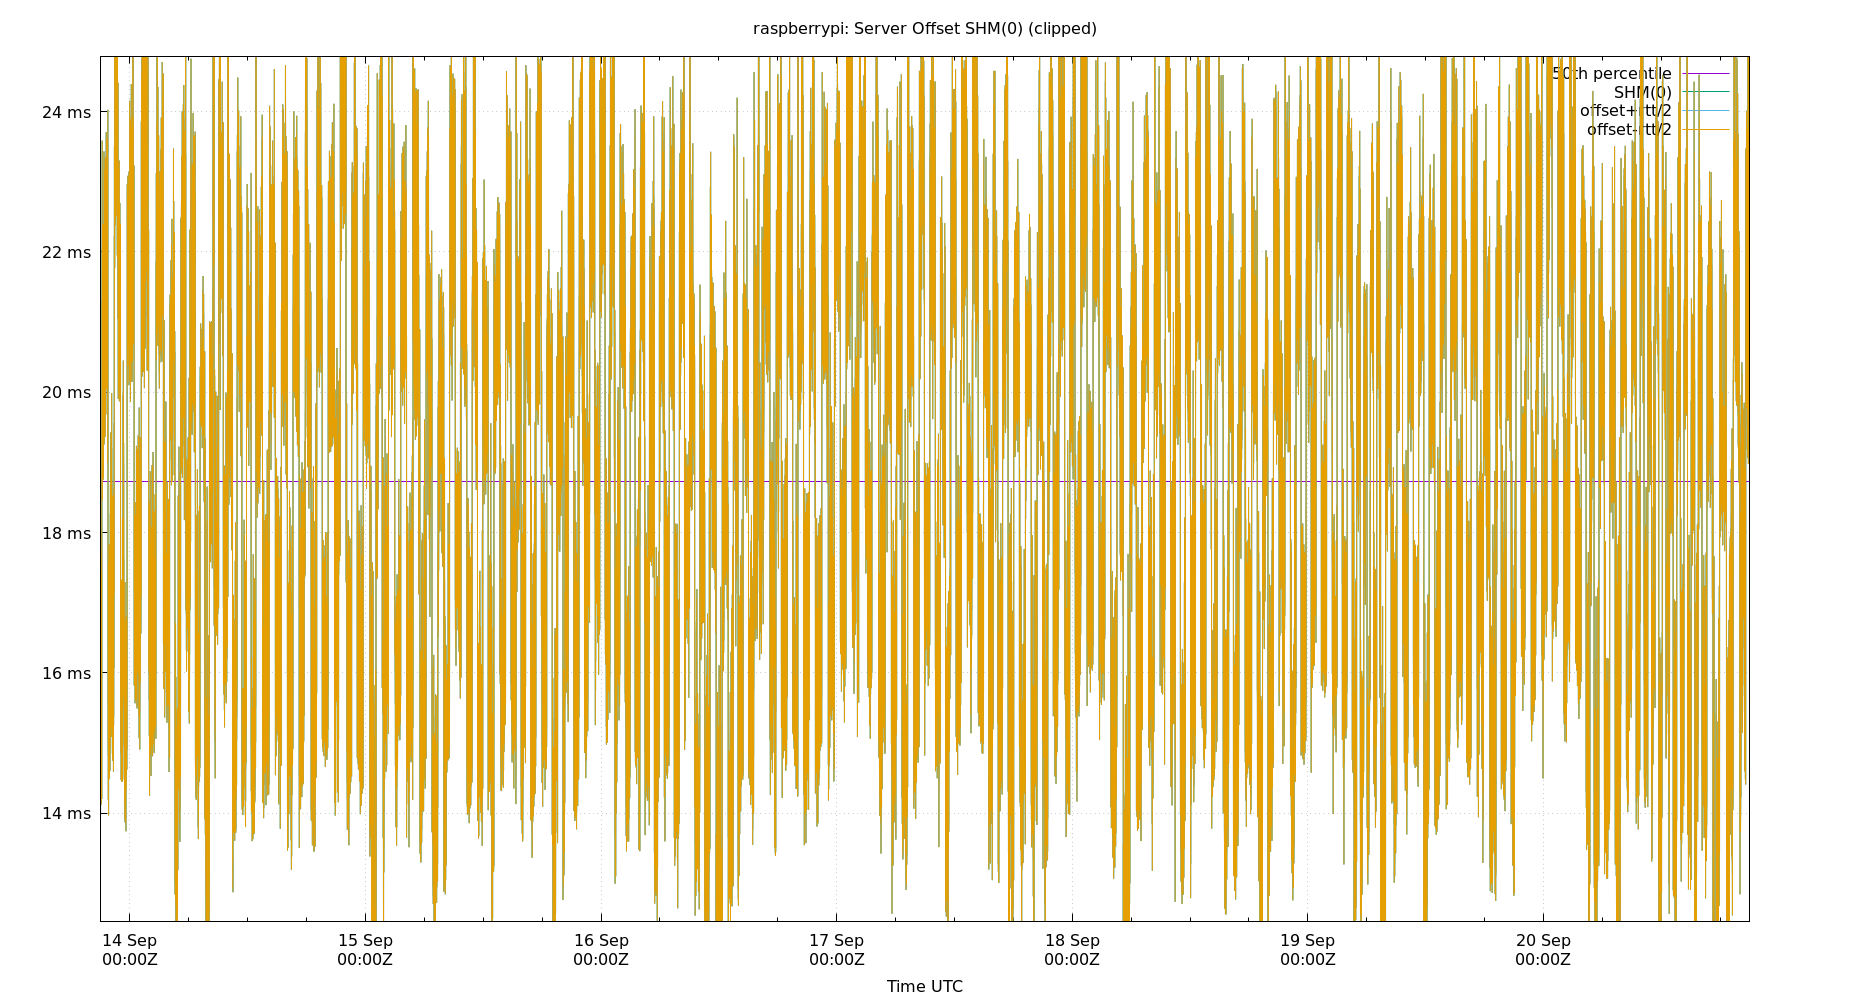 raspberrypi: Server Offset SHM(0) (clipped)
50th percentile
SHM(0)
offset+rtt/2
offset-rtt/2
24 ms
22 ms
20 ms
18 ms
16 ms
14 ms
14 Sep
00:00Z
15 Sep
00:00Z
16 Sep
00:00Z
17 Sep
00:00Z
18 Sep
00:00Z
19 Sep
00:00Z
20 Sep
00:00Z
Time UTC